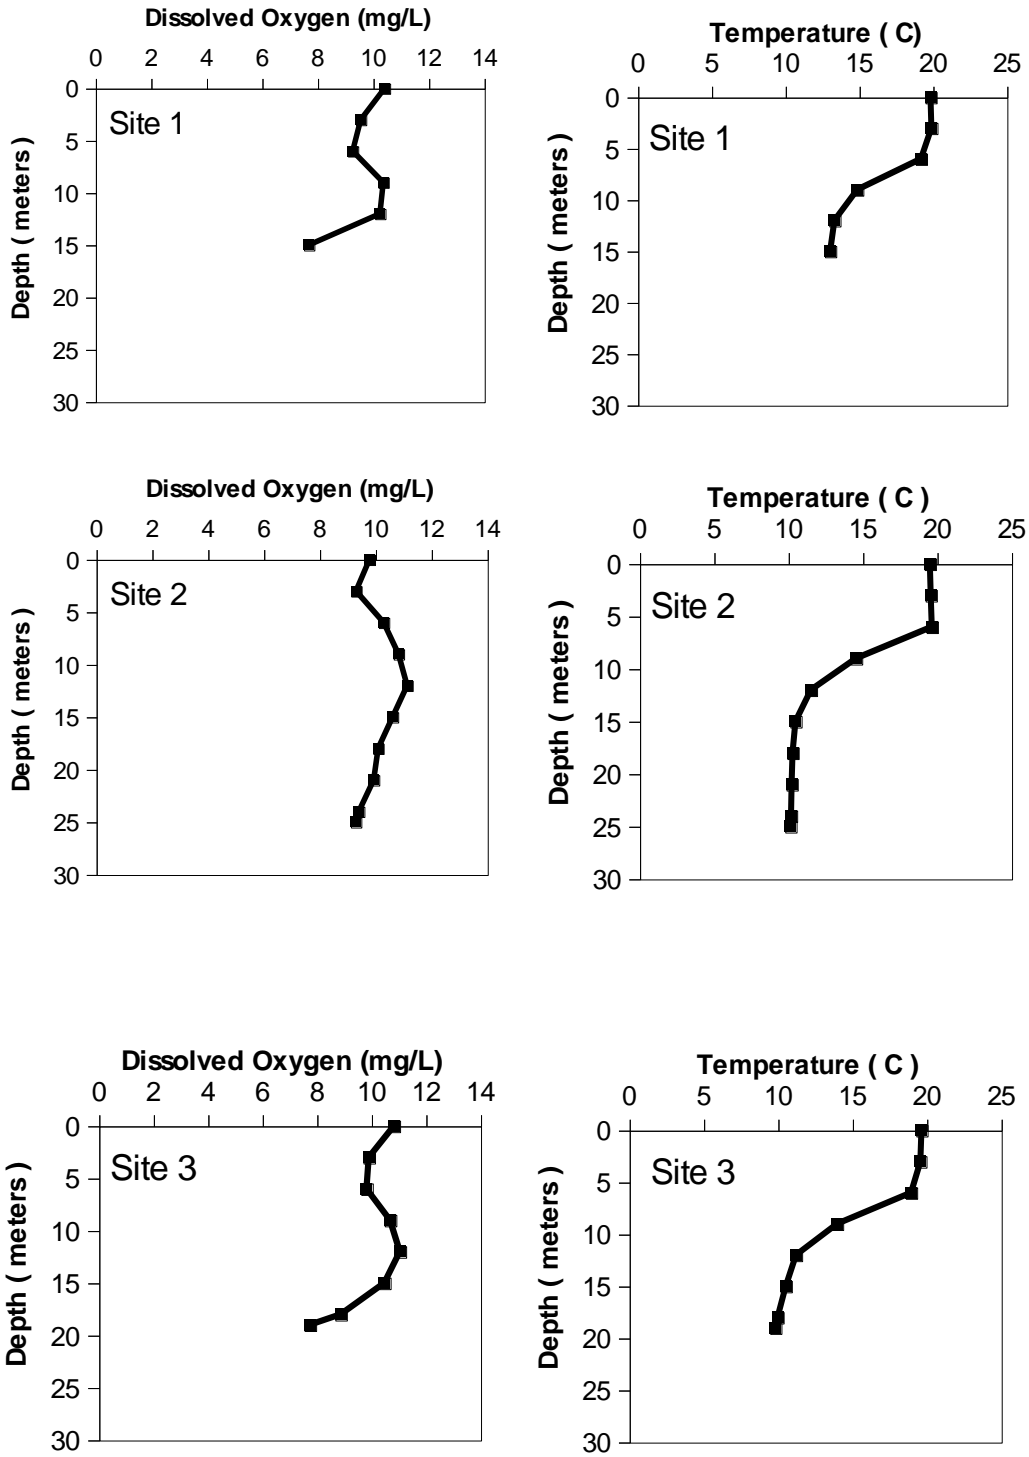 Dissolved Oxygen (mg/L)
0 2 4 6 8 10 12 14
0
5
10
15
20
25
30
Depth ( meters )
Site 1
Temperature ( C)
0 5 10 15 20 25
0
5
10
15
20
25
30
Depth ( meters )
Site 1
Dissolved Oxygen (mg/L)
0 2 4 6 8 10 12 14
0
5
10
15
20
25
30
Depth ( meters )
Site 2
Temperature ( C )
0 5 10 15 20 25
0
5
10
15
20
25
30
Depth ( meters )
Site 2
Dissolved Oxygen (mg/L)
0 2 4 6 8 10 12 14
0
5
10
15
20
25
30
Depth ( meters )
Site 3
Temperature ( C )
0 5 10 15 20 25
0
5
10
15
20
25
30
Depth ( meters )
Site 3